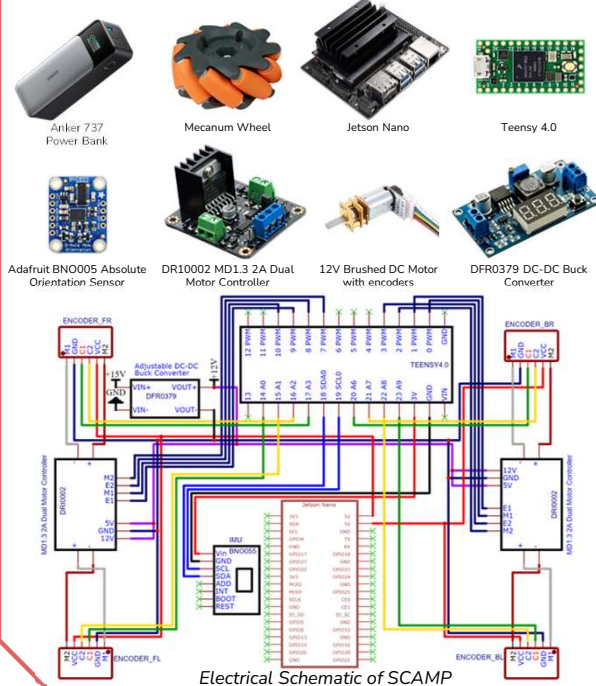 Anker 737
Power Bank
Mecanum Wheel
Jetson Nano
Teensy 4.0
Adafruit BNO005 Absolute
Orientation Sensor
DR10002 MD1.3 2A Dual
Motor Controller
12V Brushed DC Motor
with encoders
DFR0379 DC-DC Buck
Converter
ENCODER_FR
M1
GND
C1
C2
VCC
M2
Adjustable DC-DC
Buck Converter
+15V
+12V
GND
VIN+ VOUT+
DFR0379
VIN- VOUT-
12 PWM
11 PWM
10 PWM
9 PWM
8 PWM
7 PWM
6 PWM
5 PWM
4 PWM
3 PWM
2 PWM
1 PWM
0 PWM
GND
TEENSY4.0
13
14 A0
15 A1
16 A2
17 A3
18 SDA0
19 SCL0
20 A6
21 A7
22 A8
23 A9
3V
GND
VIN
ENCODER_BR
M1
GND
C1
C2
VCC
M2
MD1.3 2A Dual Motor Controller
DRI0002
M2
E2
M1
E1
5V
GND
12V
12V
GND
5V
E1
M1
E2
M2
DRI0002
MD1.3 2A Dual Motor Controller
IMU
BNO055
Vin
GND
SCL
SDA
ADD
INT
BOOT
REST
Jetson Nano
ENCODER_FL
M2
VCC
C2
C1
GND
M1
ENCODER_BL
M2
VCC
C2
C1
GND
M1
Electrical Schematic of SCAMP